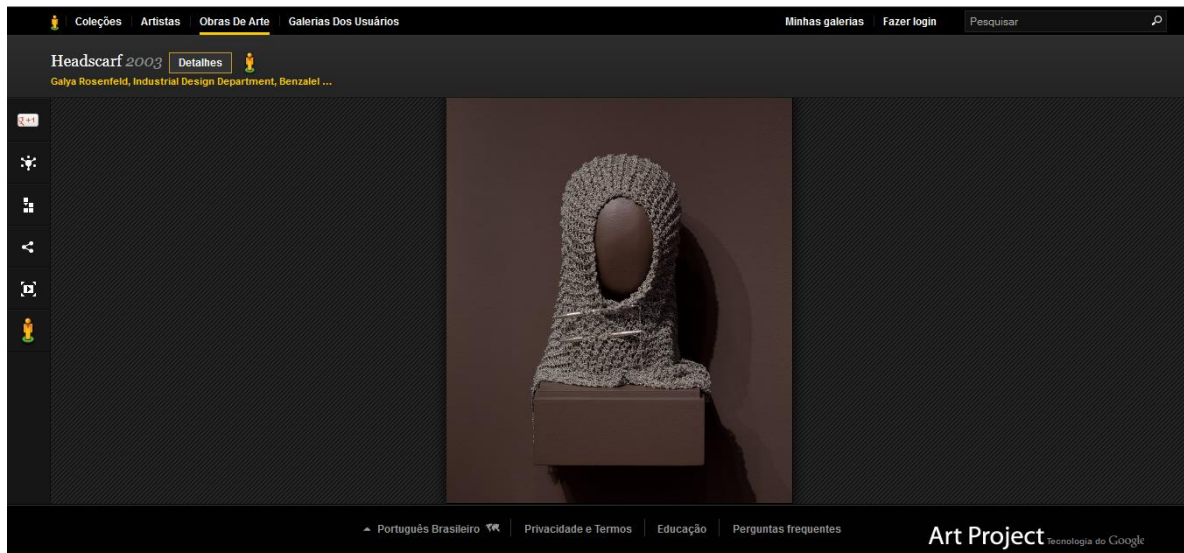 Coleções Artistas Obras De Arte Galerias Dos Usuários Minhas galerias Fazer login Pesquisar
Headscarf 2003 Detalhes
Galya Rosenfeld, Industrial Design Department, Benzalel ...
+1
Português Brasileiro Privacidade e Termos Educação Perguntas frequentes
Art Project Tecnologia do Google